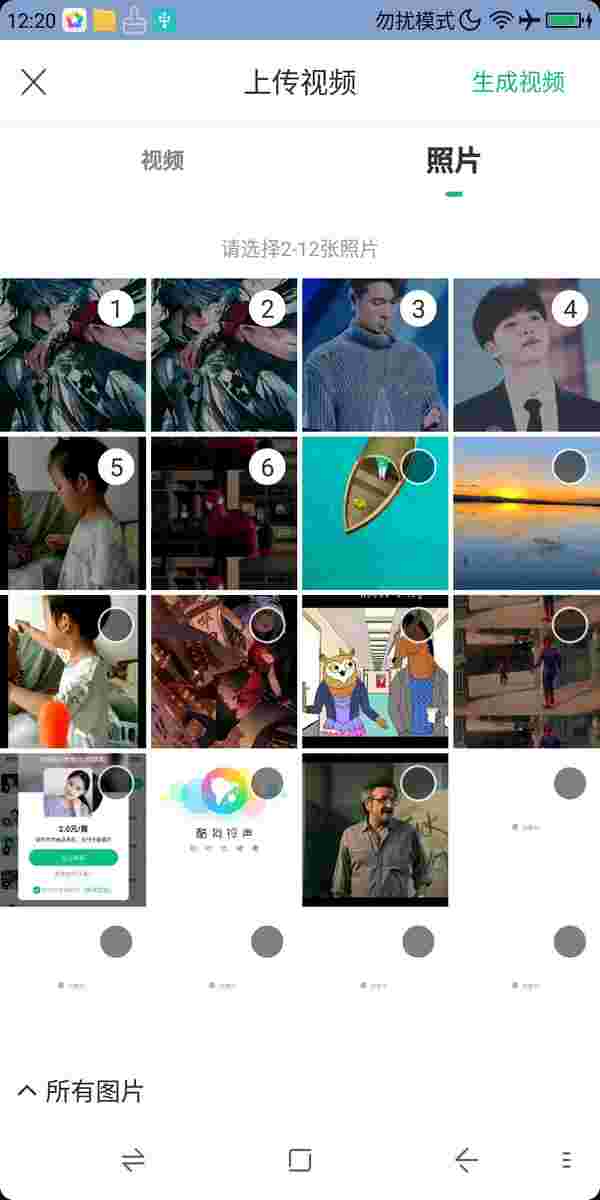 12:20 勿扰模式
上传视频 生成视频
视频 照片
请选择2-12张照片
1 2 3 4
5 6
2.0元/月
酷狗铃声
所有图片